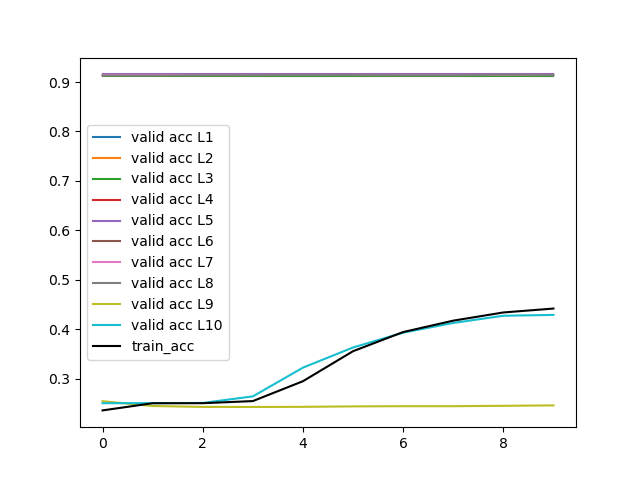 0.9
0.8
0.7
0.6
0.5
0.4
0.3
valid acc L1
valid acc L2
valid acc L3
valid acc L4
valid acc L5
valid acc L6
valid acc L7
valid acc L8
valid acc L9
valid acc L10
train_acc
0 2 4 6 8